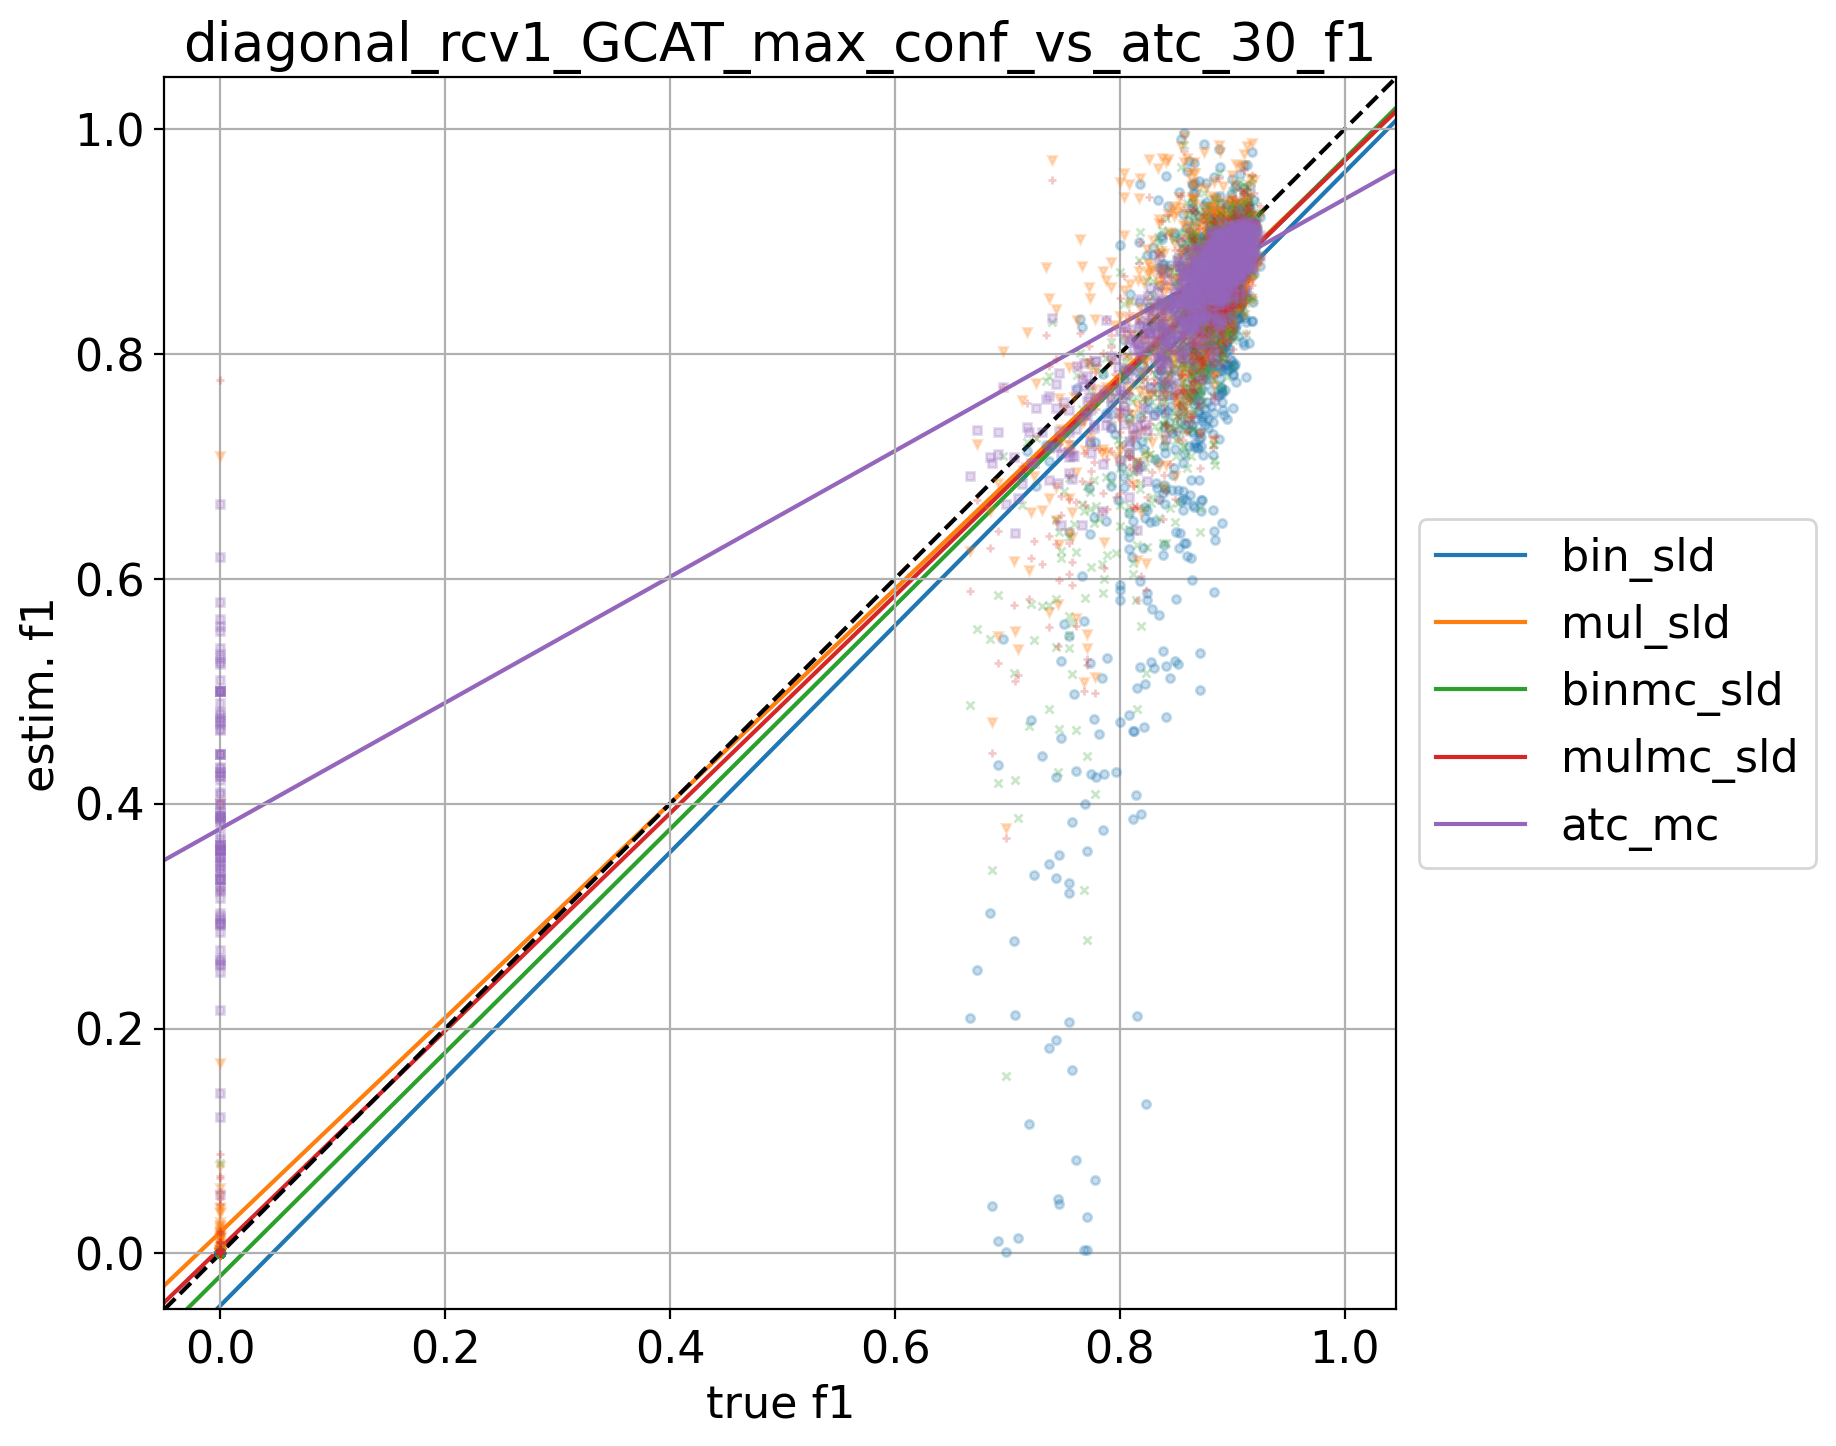 diagonal_rcv1_GCAT_max_conf_vs_atc_30_f1
1.0
0.8
0.6
0.4
0.2
0.0
estim. f1
0.0 0.2 0.4 0.6 0.8 1.0
true f1
bin_sld
mul_sld
binmc_sld
mulmc_sld
atc_mc